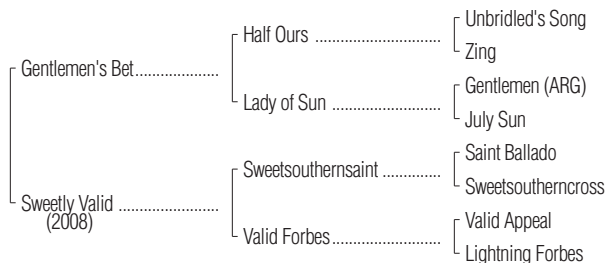 Unbridled's Song
Half Ours ..............................
Zing
Gentlemen's Bet....................
Gentlemen (ARG)
Lady of Sun ..........................
July Sun
Saint Ballado
Sweetsouthernsaint ..............
Sweetsoutherncross
Sweetly Valid ........................
(2008)
Valid Appeal
Valid Forbes..........................
Lightning Forbes